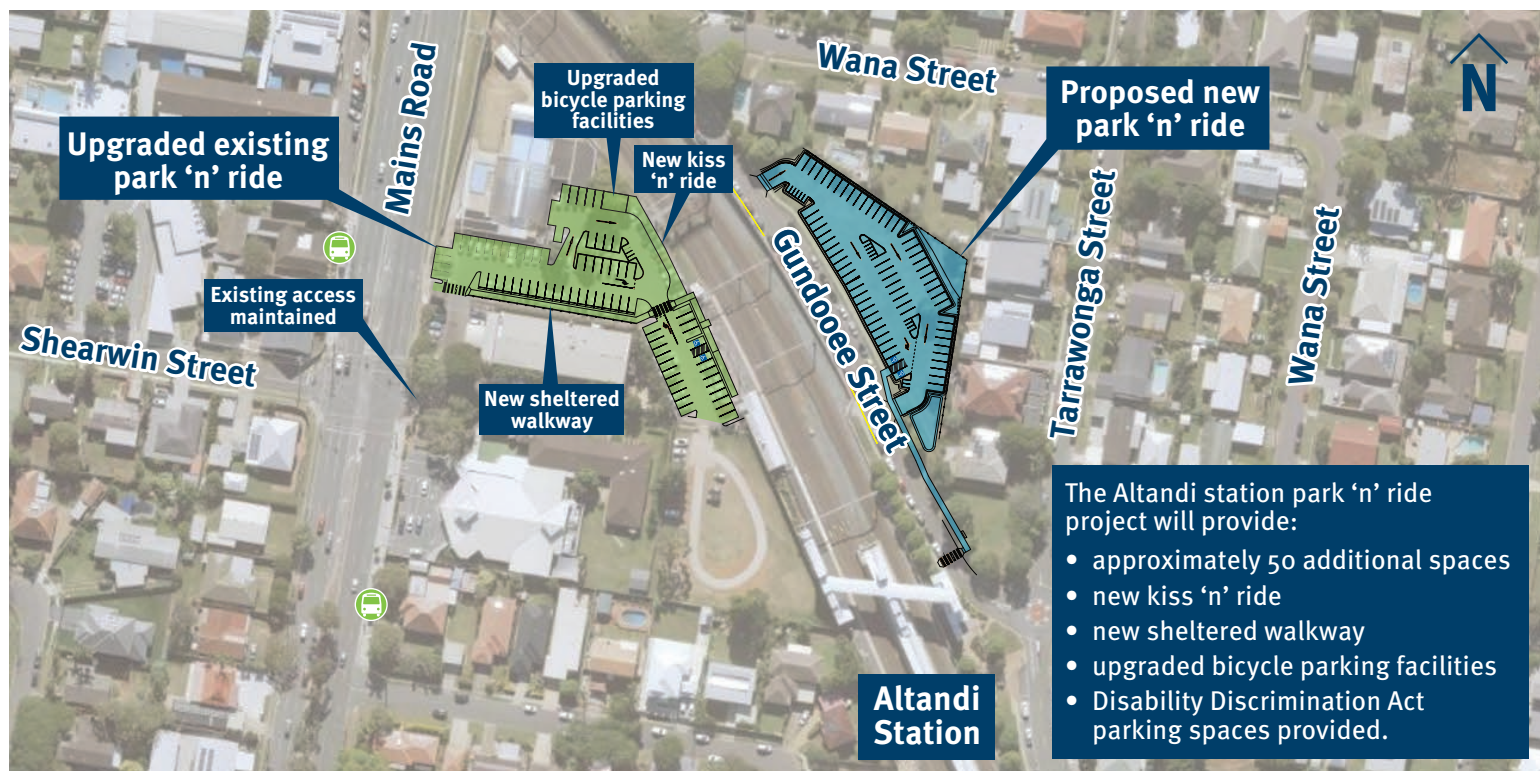 Wana Street
N
Mains Road
Upgraded
bicycle parking
facilities
Proposed new
park ‘n’ ride
Upgraded existing
park ‘n’ ride
New kiss
‘n’ ride
Gundooee Street
Tarrawonga Street
Wana Street
Existing access
maintained
Shearwin Street
New sheltered
walkway
The Altandi station park ‘n’ ride
project will provide:
• approximately 50 additional spaces
• new kiss ‘n’ ride
• new sheltered walkway
• upgraded bicycle parking facilities
• Disability Discrimination Act
parking spaces provided.
Altandi
Station